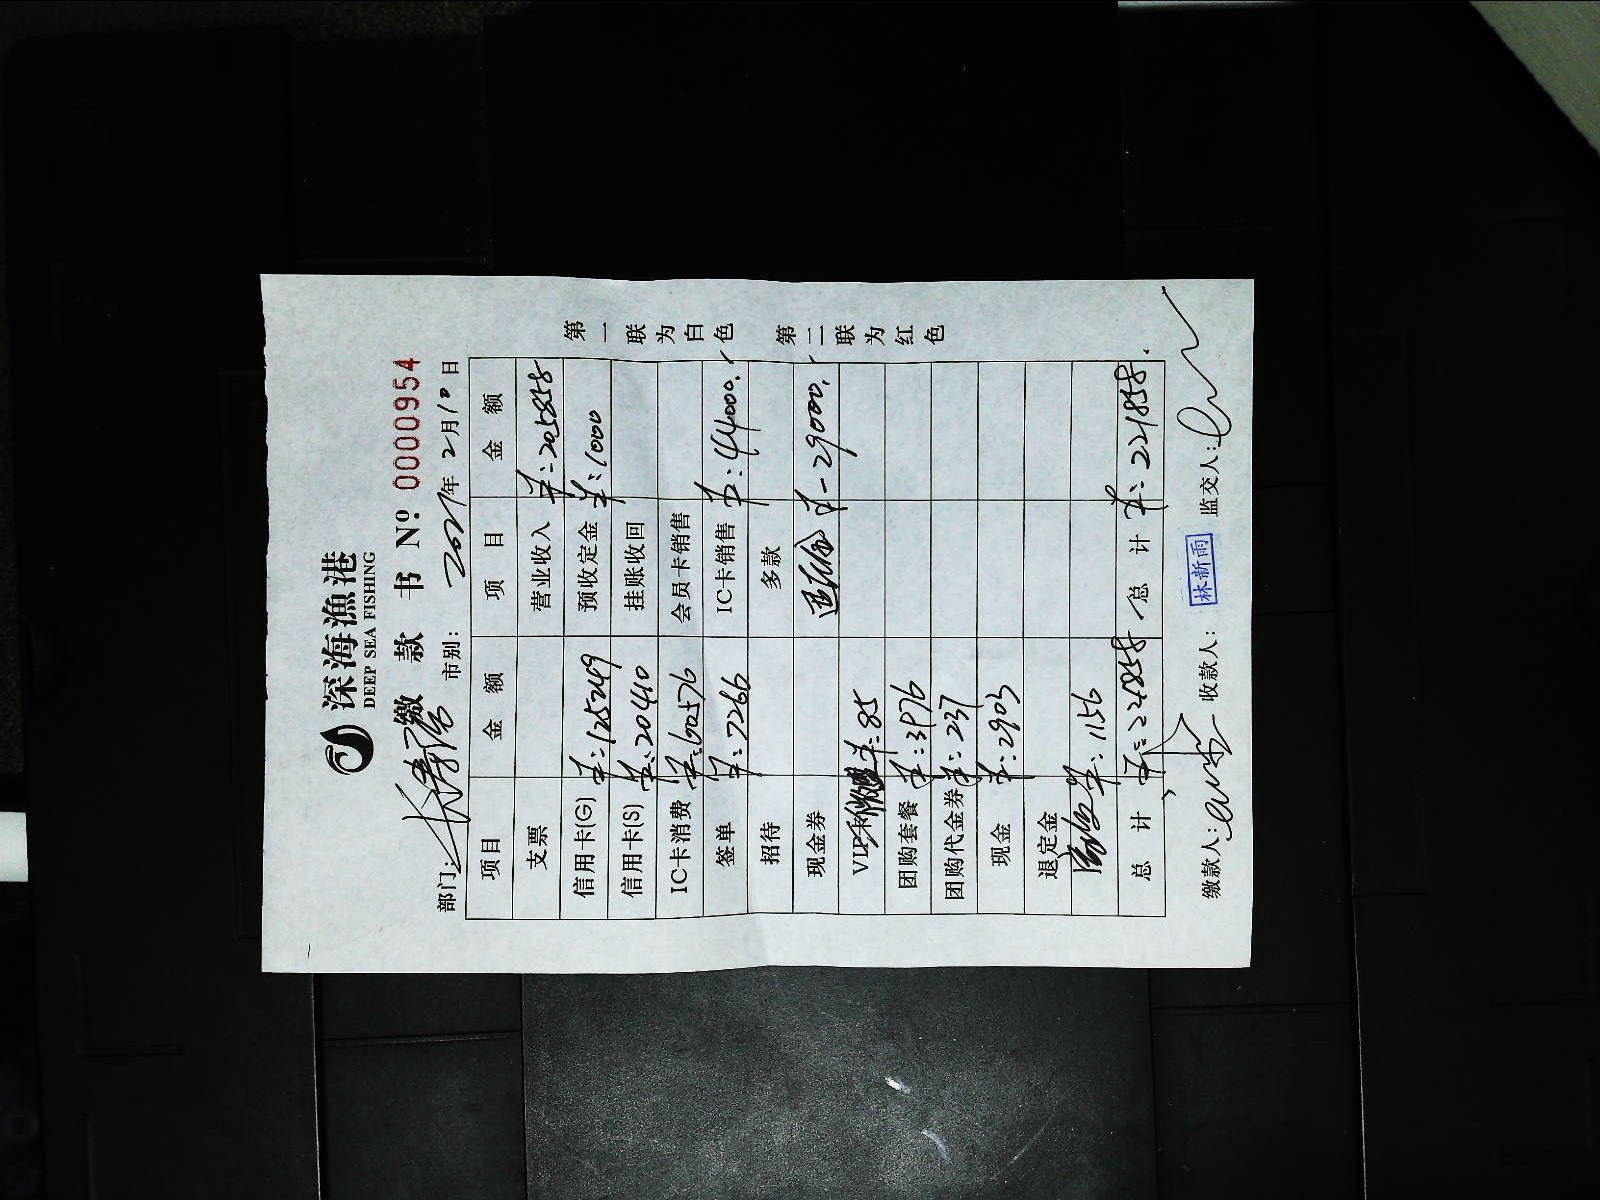 深海漁港
DEEP SEA FISHING
缴款书 № 0000954
部门: 市别: 2021年2月10日
项目 金额 项目 金额
支票 营业收入 ¥:205858
信用卡(G) ¥:125249 预收定金 ¥:1000
信用卡(S) ¥:20410 挂账收回
IC卡消费 ¥:60576 会员卡销售
签单 ¥:7266 IC卡销售 ¥:44000.
招待 多款
现金券 ¥-29000.
VIP ¥:85
团购套餐 ¥:3976
团购代金券 ¥:237
现金 ¥:2903
退定金
¥:1156
总计 ¥:221858 总计 ¥:221858.
缴款人: 收款人: 林新雨 监交人:
第一联为白色 第二联为红色